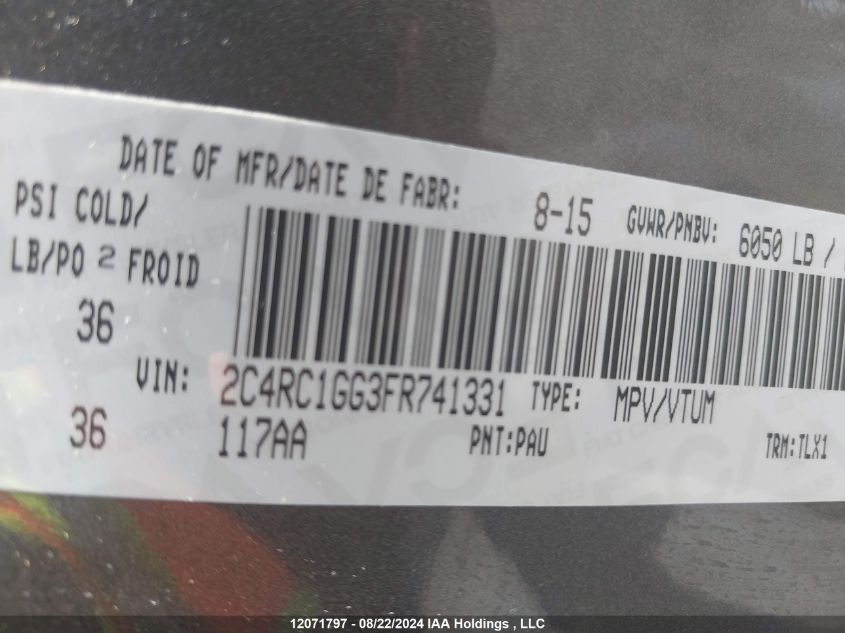 DATE OF MFR/DATE DE FABR: 8-15 GVWR/PNBV: 6050 LB /
PSI COLD/
LB/PO 2 FROID
36
VIN: 2C4RC1GG3FR741331 TYPE: MPV/VTUM
36 117AA PNT:PAU TRM:TLX1
12071797 - 08/22/2024 IAA Holdings , LLC